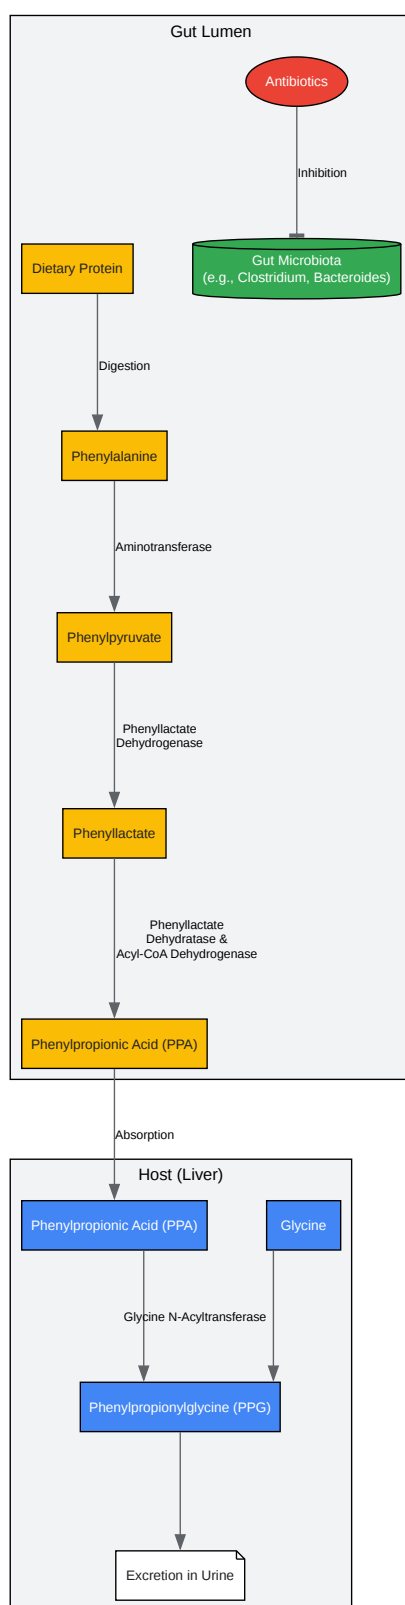 Gut Lumen
Antibiotics
Inhibition
Gut Microbiota
(e.g., Clostridium, Bacteroides)
Dietary Protein
Digestion
Phenylalanine
Aminotransferase
Phenylpyruvate
Phenyllactate
Dehydrogenase
Phenyllactate
Phenyllactate
Dehydratase &
Acyl-CoA Dehydrogenase
Phenylpropionic Acid (PPA)
Absorption
Host (Liver)
Phenylpropionic Acid (PPA)
Glycine
Glycine N-Acyltransferase
Phenylpropionylglycine (PPG)
Excretion in Urine